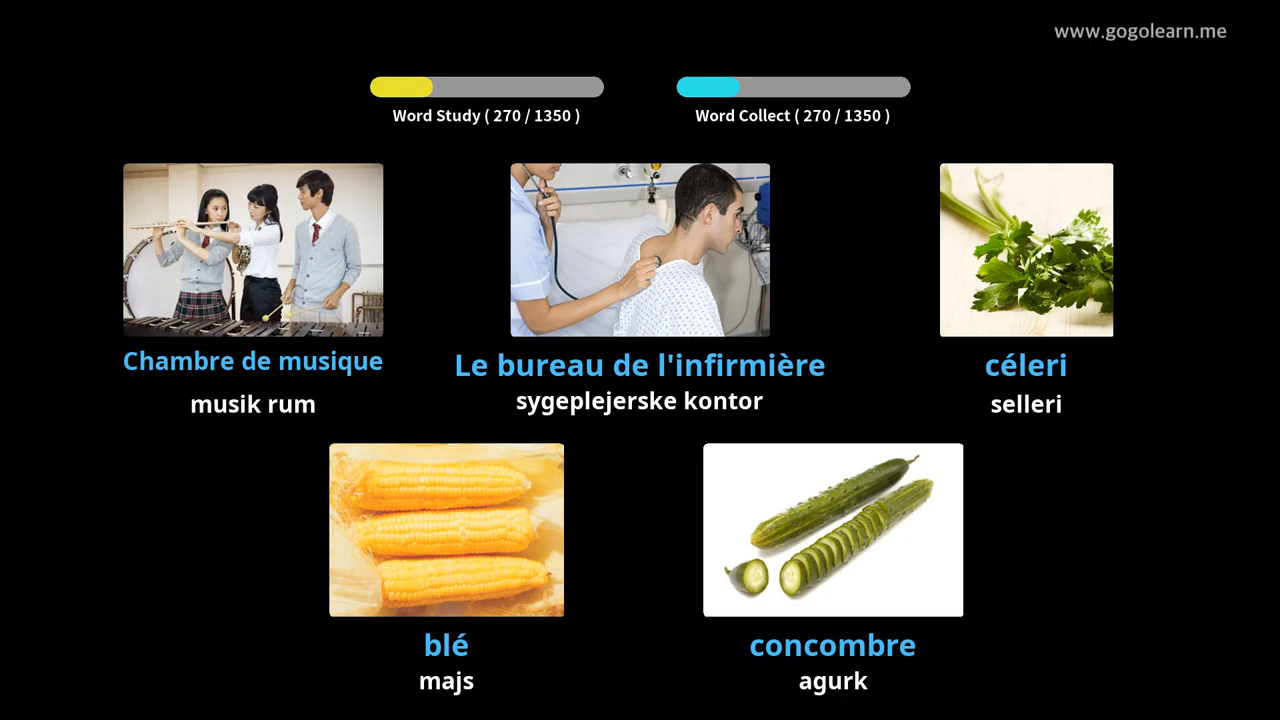 www.gogolearn.me
Word Study ( 270 / 1350 )
Word Collect ( 270 / 1350 )
Chambre de musique
musik rum
Le bureau de l'infirmière
sygeplejerske kontor
céleri
selleri
blé
majs
concombre
agurk